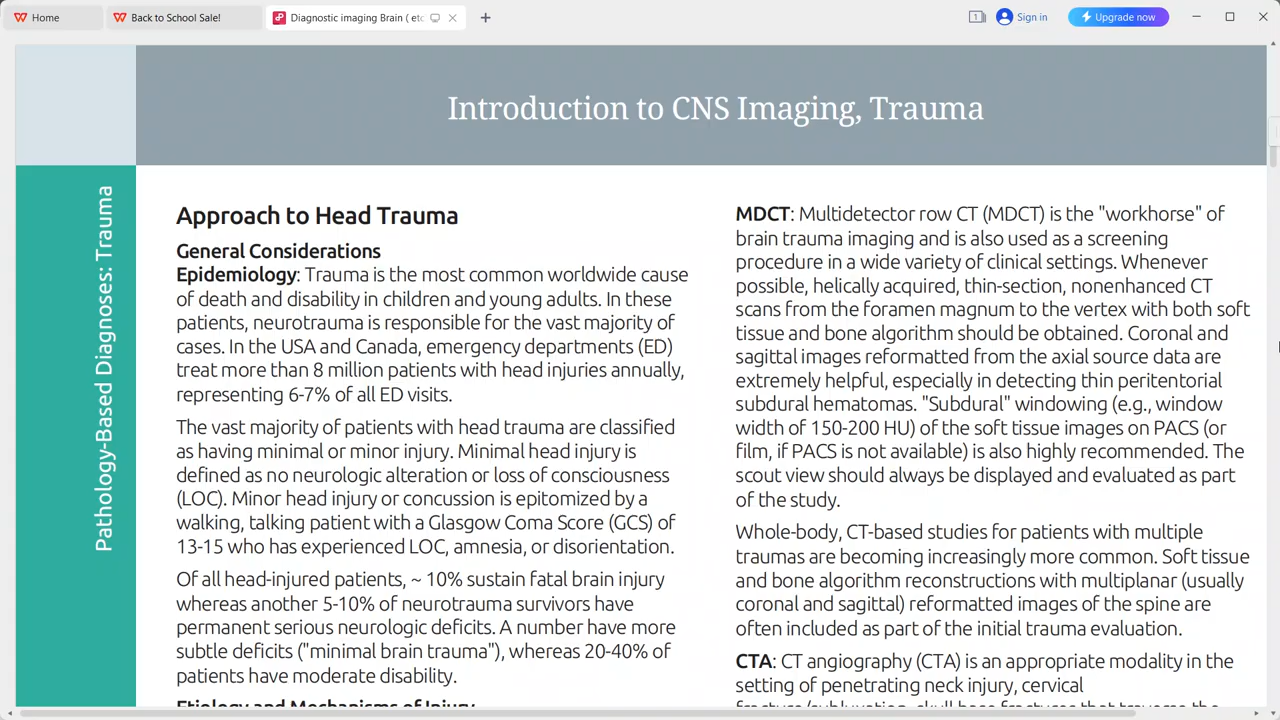 Home
Back to School Sale!
Diagnostic imaging Brain ( etc
1
Sign in
Upgrade now
Introduction to CNS Imaging, Trauma
Pathology-Based Diagnoses: Trauma
Approach to Head Trauma
General Considerations
Epidemiology: Trauma is the most common worldwide cause
of death and disability in children and young adults. In these
patients, neurotrauma is responsible for the vast majority of
cases. In the USA and Canada, emergency departments (ED)
treat more than 8 million patients with head injuries annually,
representing 6-7% of all ED visits.
The vast majority of patients with head trauma are classified
as having minimal or minor injury. Minimal head injury is
defined as no neurologic alteration or loss of consciousness
(LOC). Minor head injury or concussion is epitomized by a
walking, talking patient with a Glasgow Coma Score (GCS) of
13-15 who has experienced LOC, amnesia, or disorientation.
Of all head-injured patients, ~ 10% sustain fatal brain injury
whereas another 5-10% of neurotrauma survivors have
permanent serious neurologic deficits. A number have more
subtle deficits ("minimal brain trauma"), whereas 20-40% of
patients have moderate disability.
Etiology and Mechanisms of Injury
MDCT: Multidetector row CT (MDCT) is the "workhorse" of
brain trauma imaging and is also used as a screening
procedure in a wide variety of clinical settings. Whenever
possible, helically acquired, thin-section, nonenhanced CT
scans from the foramen magnum to the vertex with both soft
tissue and bone algorithm should be obtained. Coronal and
sagittal images reformatted from the axial source data are
extremely helpful, especially in detecting thin peritentorial
subdural hematomas. "Subdural" windowing (e.g., window
width of 150-200 HU) of the soft tissue images on PACS (or
film, if PACS is not available) is also highly recommended. The
scout view should always be displayed and evaluated as part
of the study.
Whole-body, CT-based studies for patients with multiple
traumas are becoming increasingly more common. Soft tissue
and bone algorithm reconstructions with multiplanar (usually
coronal and sagittal) reformatted images of the spine are
often included as part of the initial trauma evaluation.
CTA: CT angiography (CTA) is an appropriate modality in the
setting of penetrating neck injury, cervical
fracture/subluxation, skull base fractures that traverse the